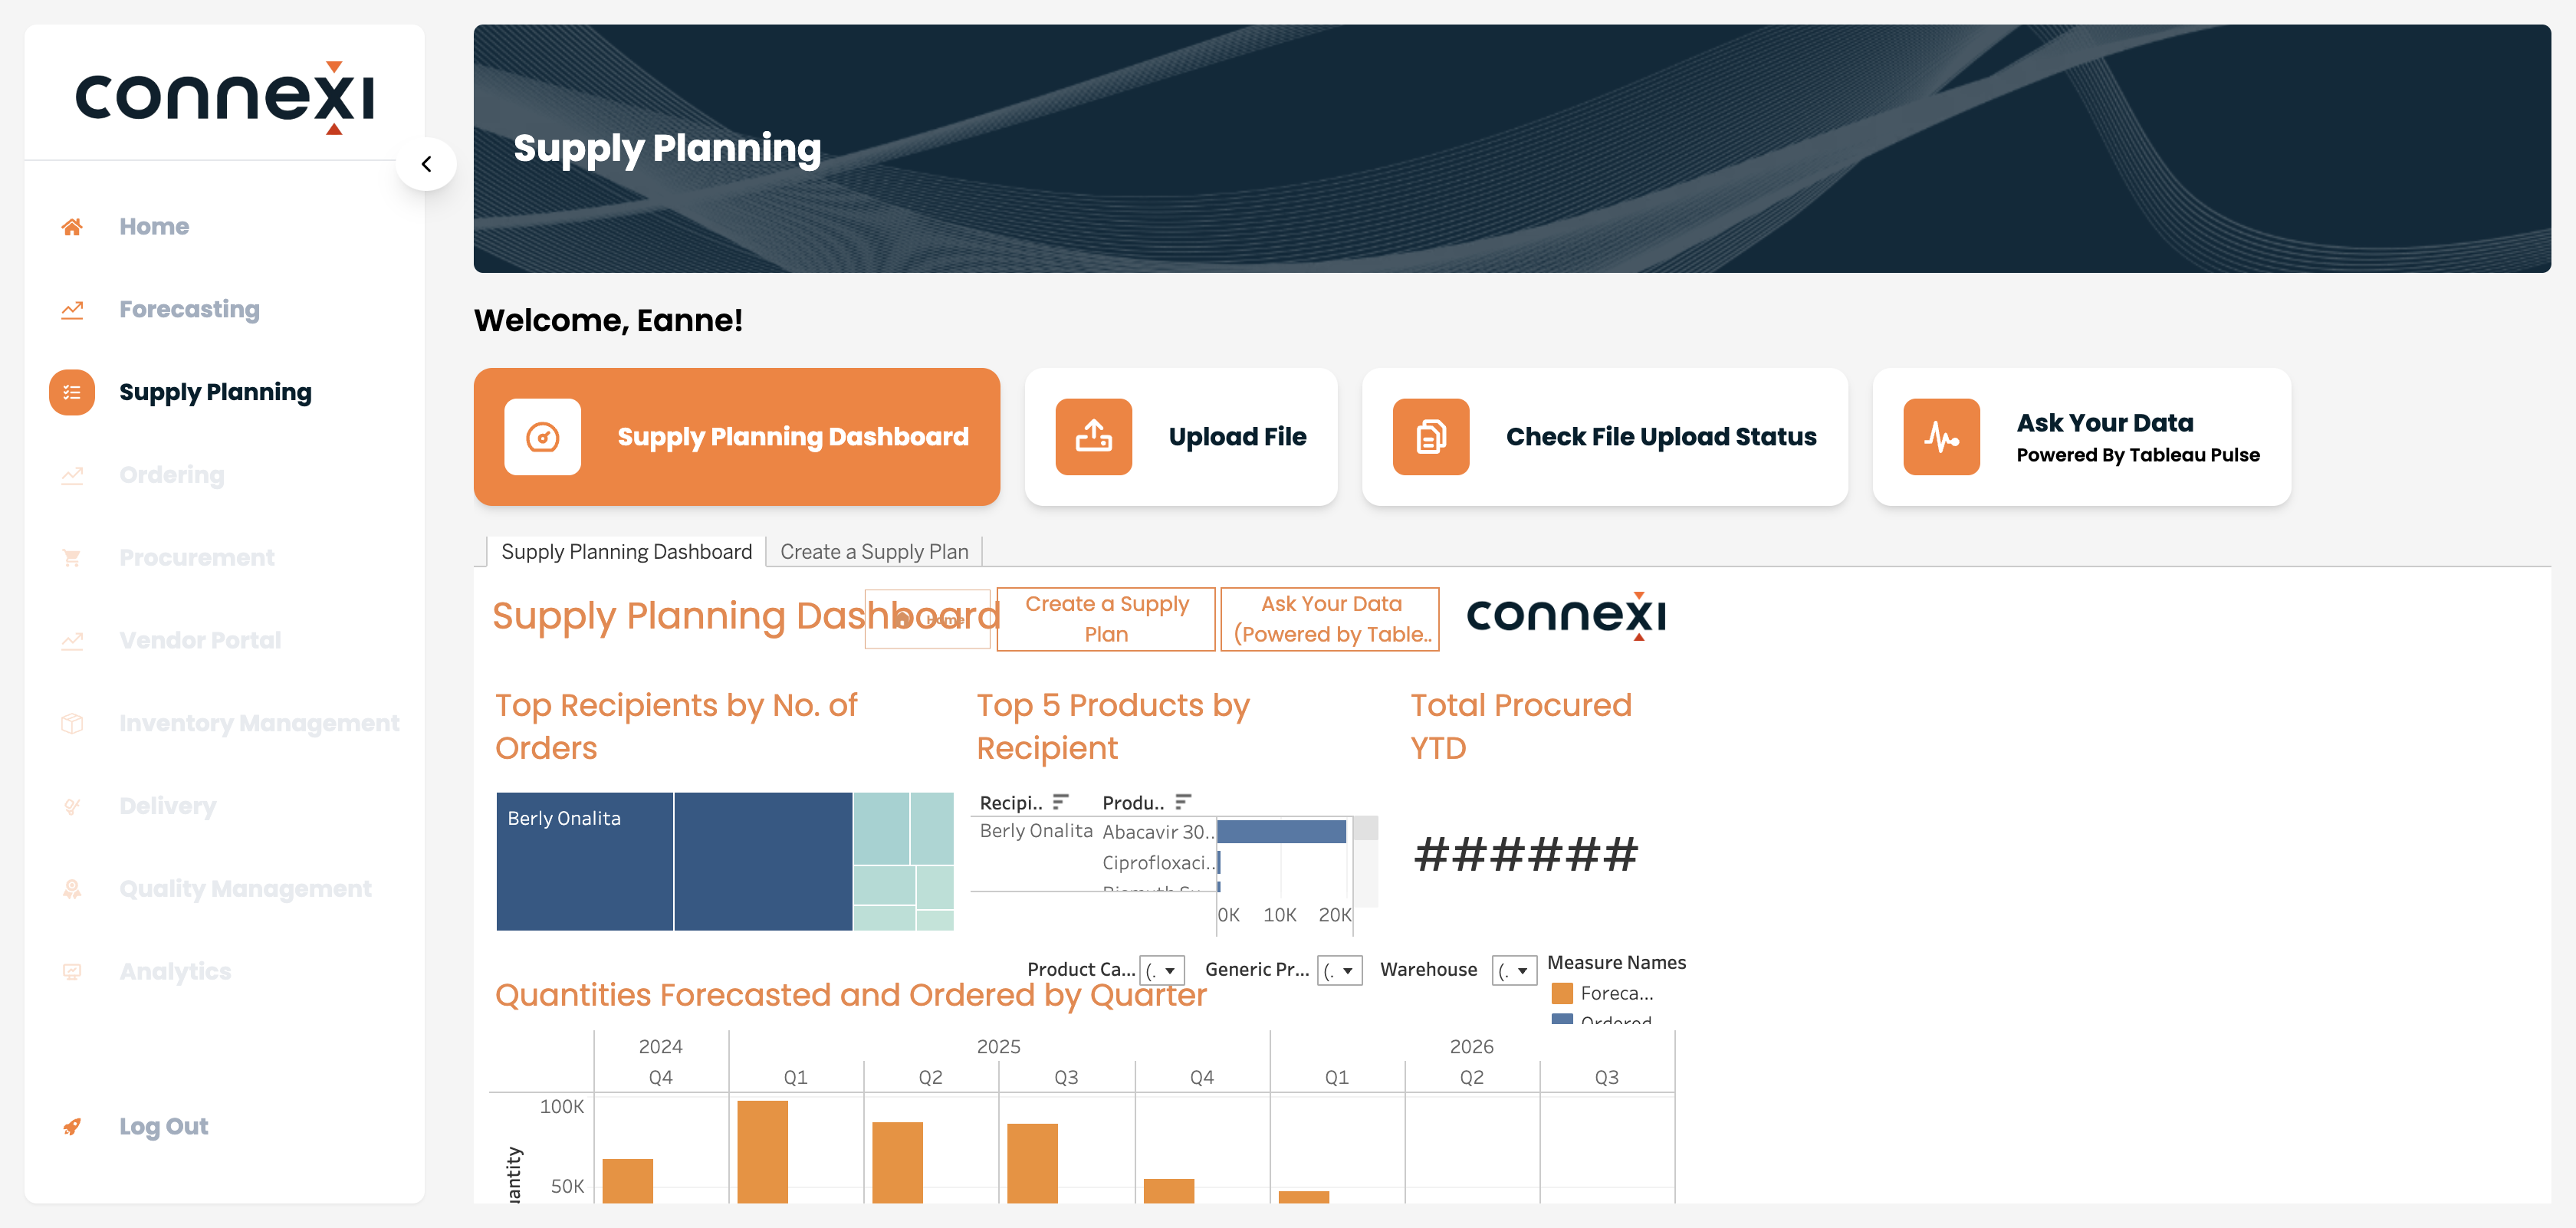 connexi
Home
Forecasting
Supply Planning
Ordering
Procurement
Vendor Portal
Inventory Management
Delivery
Quality Management
Analytics
Log Out
Supply Planning
Welcome, Eanne!
Supply Planning Dashboard
Upload File
Check File Upload Status
Ask Your Data
Powered By Tableau Pulse
Supply Planning Dashboard
Create a Supply Plan
Supply Planning Dashboard
Home
Create a Supply
Plan
Ask Your Data
(Powered by Table..
connexi
Top Recipients by No. of
Orders
Berly Onalita
Top 5 Products by
Recipient
Recipi..
Produ..
Berly Onalita
Abacavir 30..
Ciprofloxaci..
0K 10K 20K
Total Procured
YTD
######
Product Ca... (.
Generic Pr... (.
Warehouse (.
Measure Names
Foreca...
Ordered
Quantities Forecasted and Ordered by Quarter
2024 2025 2026
Q4 Q1 Q2 Q3 Q4 Q1 Q2 Q3
100K
50K